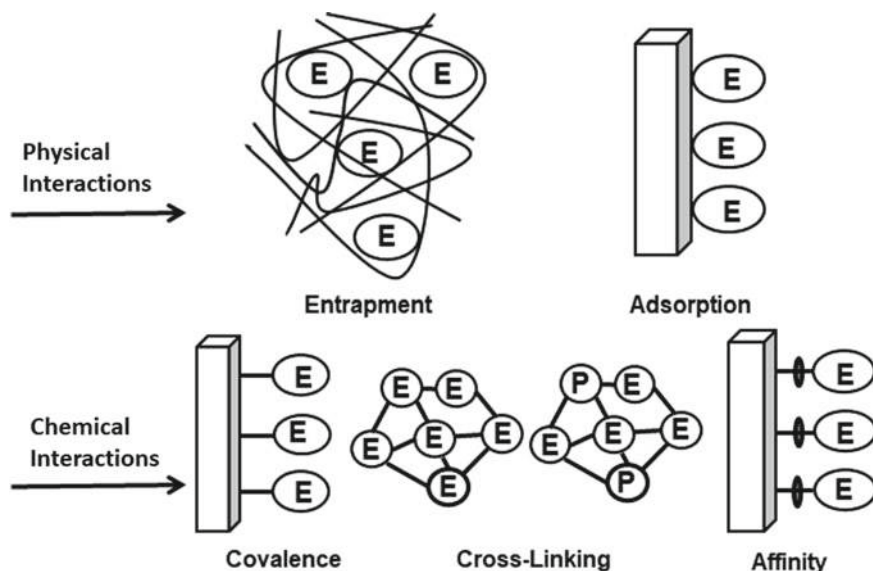 E E
E
E
E
E
E
Physical
Interactions
Entrapment Adsorption
E
E
E
E E
E E E
E
P E
E E E
P
E
E
E
Chemical
Interactions
Covalence Cross-Linking Affinity